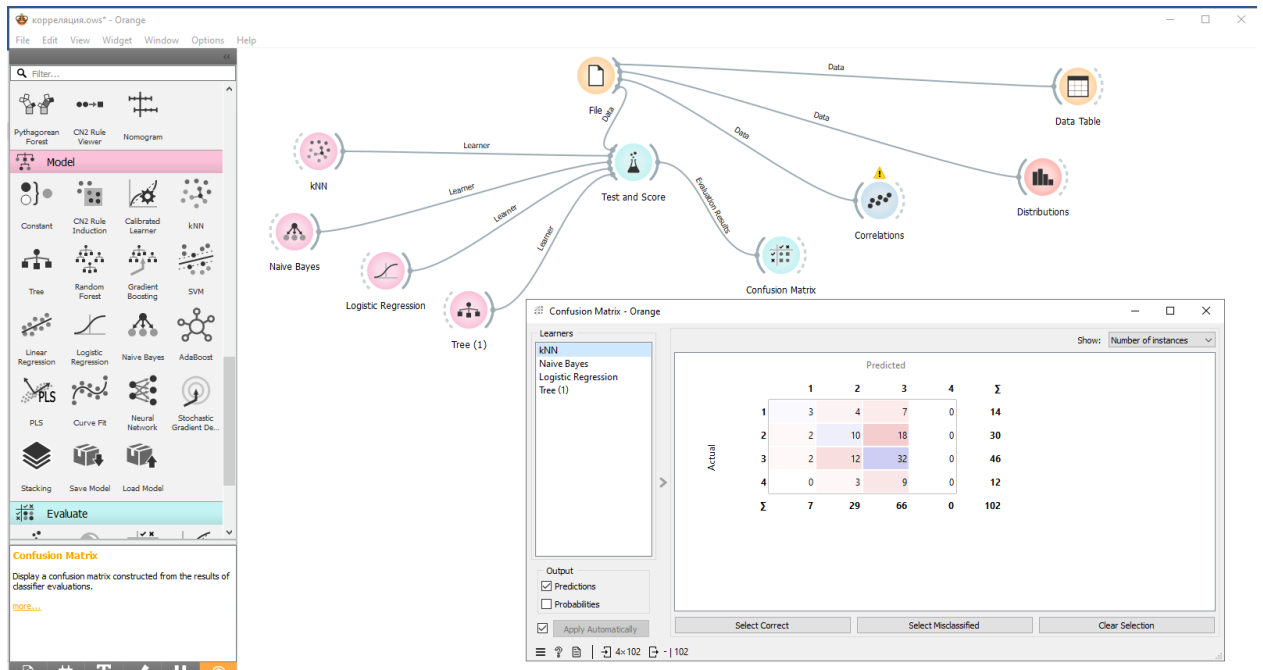 корреляция.ows* - Orange
File Edit View Widget Window Options Help
Filter...
Pythagorean Forest
CN2 Rule Viewer
Nomogram
Model
Constant
CN2 Rule Induction
Calibrated Learner
kNN
Tree
Random Forest
Gradient Boosting
SVM
Linear Regression
Logistic Regression
Naive Bayes
AdaBoost
PLS
PLS
Curve Fit
Neural Network
Stochastic Gradient De...
Stacking
Save Model
Load Model
Evaluate
Confusion Matrix
Display a confusion matrix constructed from the results of
classifier evaluations.
more...
File
Data
Data
Data
Data
Data Table
Distributions
Correlations
kNN
Learner
Naive Bayes
Learner
Logistic Regression
Learner
Tree (1)
Learner
Test and Score
Evaluation Results
Confusion Matrix
Confusion Matrix - Orange
Learners
kNN
Naive Bayes
Logistic Regression
Tree (1)
Output
Predictions
Probabilities
Apply Automatically
Show: Number of instances
Predicted
1 2 3 4 Σ
Actual
1 3 4 7 0 14
2 2 10 18 0 30
3 2 12 32 0 46
4 0 3 9 0 12
Σ 7 29 66 0 102
Select Correct
Select Misclassified
Clear Selection
4×102 - | 102